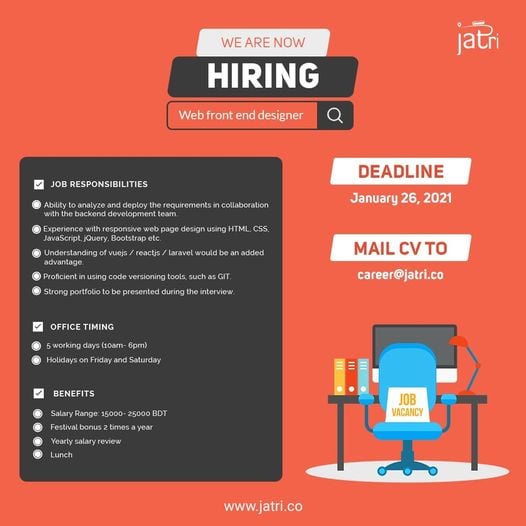 jatri
WE ARE NOW
HIRING
Web front end designer
JOB RESPONSIBILITIES
Ability to analyze and deploy the requirements in collaboration
with the backend development team.
Experience with responsive web page design using HTML, CSS,
JavaScript, jQuery, Bootstrap etc.
Understanding of vuejs / reactjs / laravel would be an added
advantage.
Proficient in using code versioning tools, such as GIT.
Strong portfolio to be presented during the interview.
OFFICE TIMING
5 working days (10am- 6pm)
Holidays on Friday and Saturday
BENEFITS
Salary Range: 15000- 25000 BDT
Festival bonus 2 times a year
Yearly salary review
Lunch
DEADLINE
January 26, 2021
MAIL CV TO
career@jatri.co
JOB
VACANCY
www.jatri.co